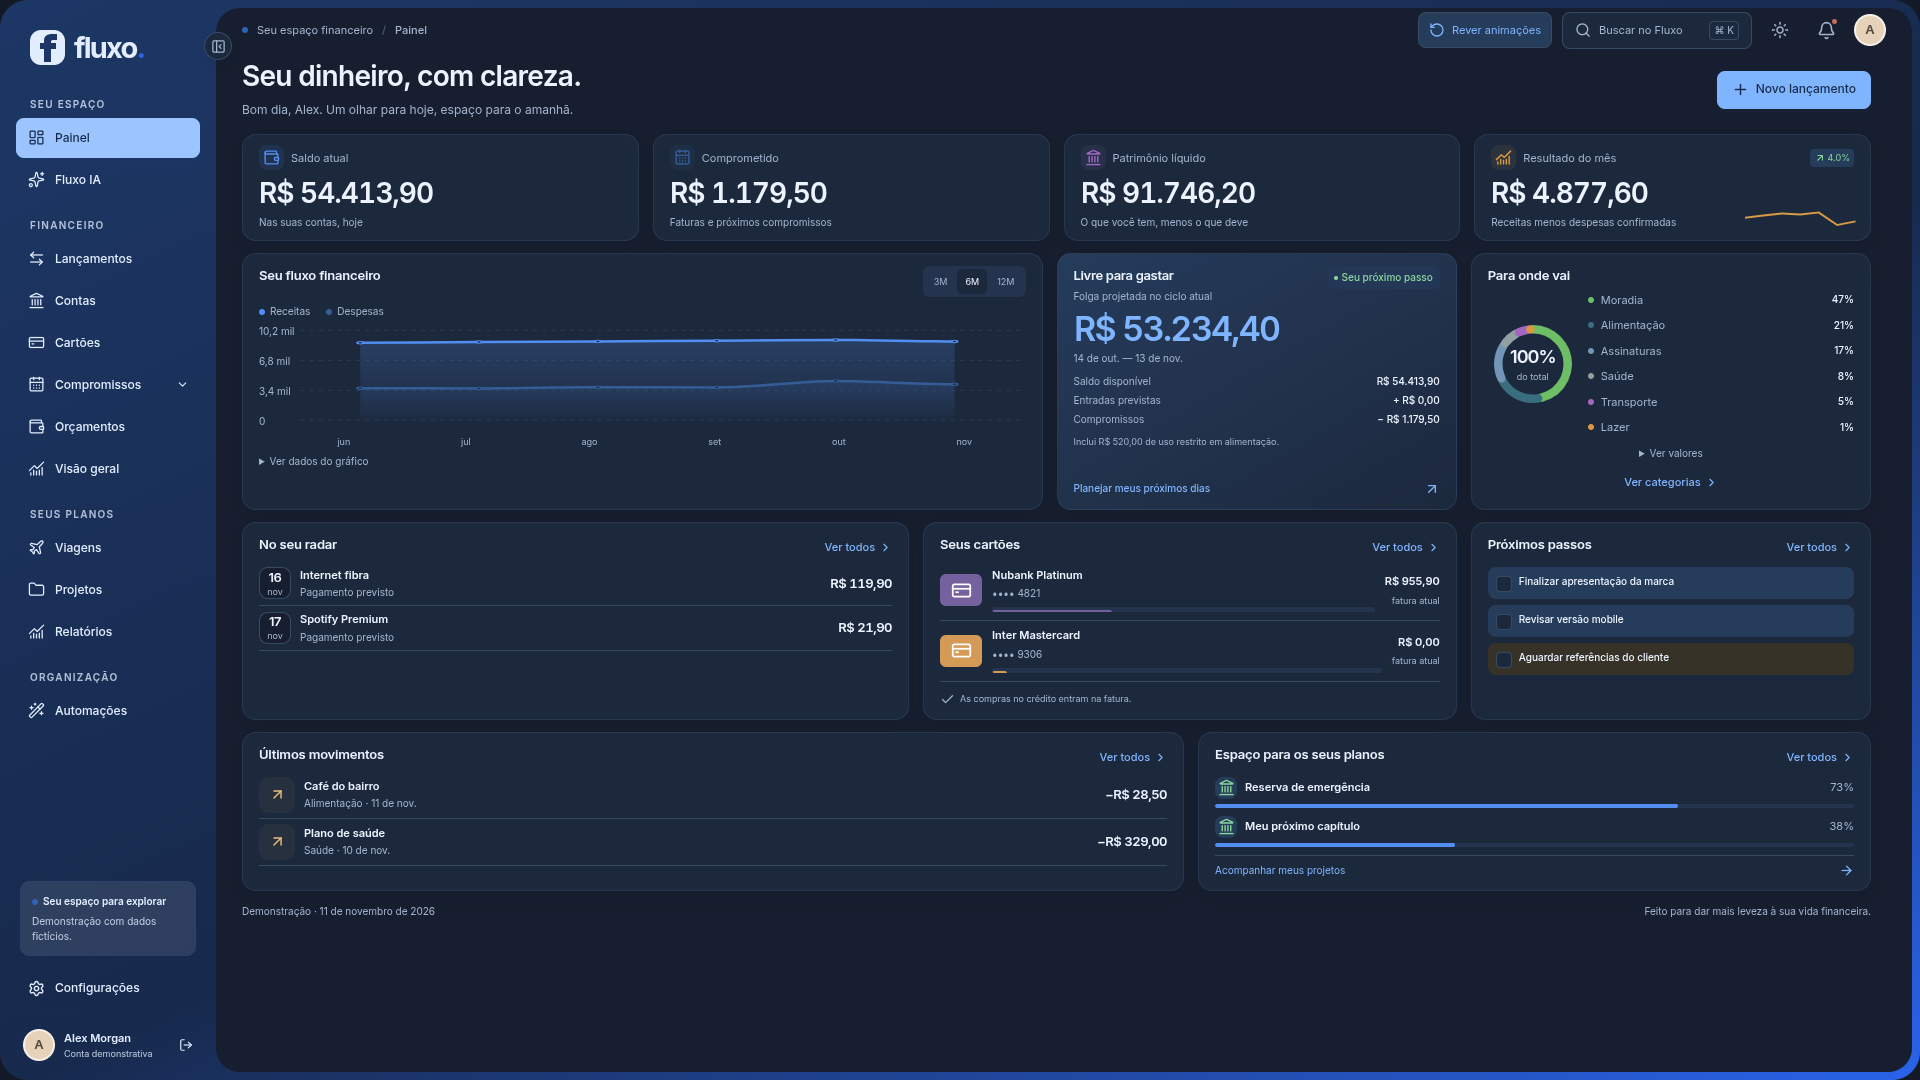 fluxo.
SEU ESPAÇO
Painel
Fluxo IA
FINANCEIRO
Lançamentos
Contas
Cartões
Compromissos
Orçamentos
Visão geral
SEUS PLANOS
Viagens
Projetos
Relatórios
ORGANIZAÇÃO
Automações
Seu espaço para explorar
Demonstração com dados
fictícios.
Configurações
A
Alex Morgan
Conta demonstrativa
Seu espaço financeiro / Painel
Rever animações
Buscar no Fluxo
⌘ K
A
Seu dinheiro, com clareza.
Bom dia, Alex. Um olhar para hoje, espaço para o amanhã.
Novo lançamento
Saldo atual
R$ 54.413,90
Nas suas contas, hoje
Comprometido
R$ 1.179,50
Faturas e próximos compromissos
Patrimônio líquido
R$ 91.746,20
O que você tem, menos o que deve
Resultado do mês
4.0%
R$ 4.877,60
Receitas menos despesas confirmadas
Seu fluxo financeiro
3M 6M 12M
Receitas Despesas
10,2 mil
6,8 mil
3,4 mil
0
jun jul ago set out nov
Ver dados do gráfico
Livre para gastar
Seu próximo passo
Folga projetada no ciclo atual
R$ 53.234,40
14 de out. — 13 de nov.
Saldo disponível R$ 54.413,90
Entradas previstas + R$ 0,00
Compromissos − R$ 1.179,50
Inclui R$ 520,00 de uso restrito em alimentação.
Planejar meus próximos dias
Para onde vai
100%
do total
Moradia 47%
Alimentação 21%
Assinaturas 17%
Saúde 8%
Transporte 5%
Lazer 1%
Ver valores
Ver categorias
No seu radar
Ver todos
16 nov
Internet fibra
Pagamento previsto
R$ 119,90
17 nov
Spotify Premium
Pagamento previsto
R$ 21,90
Seus cartões
Ver todos
Nubank Platinum
•••• 4821
R$ 955,90
fatura atual
Inter Mastercard
•••• 9306
R$ 0,00
fatura atual
As compras no crédito entram na fatura.
Próximos passos
Ver todos
Finalizar apresentação da marca
Revisar versão mobile
Aguardar referências do cliente
Últimos movimentos
Ver todos
Café do bairro
Alimentação · 11 de nov.
−R$ 28,50
Plano de saúde
Saúde · 10 de nov.
−R$ 329,00
Espaço para os seus planos
Ver todos
Reserva de emergência 73%
Meu próximo capítulo 38%
Acompanhar meus projetos
Demonstração · 11 de novembro de 2026
Feito para dar mais leveza à sua vida financeira.